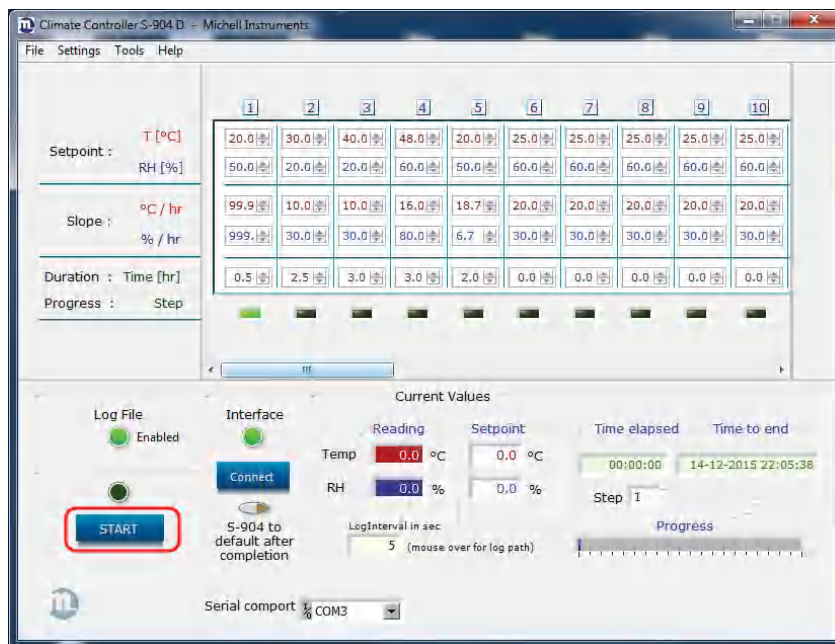 Climate Controller S-904 D - Michell Instruments
File Settings Tools Help
1 2 3 4 5 6 7 8 9 10
Setpoint :
T [ºC] 20.0 30.0 40.0 48.0 20.0 25.0 25.0 25.0 25.0 25.0
RH [%] 50.0 20.0 20.0 60.0 50.0 60.0 60.0 60.0 60.0 60.0
Slope :
ºC / hr 99.9 10.0 10.0 16.0 18.7 20.0 20.0 20.0 20.0 20.0
% / hr 999. 30.0 30.0 80.0 6.7 30.0 30.0 30.0 30.0 30.0
Duration : Time [hr] 0.5 2.5 3.0 3.0 2.0 0.0 0.0 0.0 0.0 0.0
Progress : Step
Current Values
Log File
Enabled
START
Interface
Connect
S-904 to
default after
completion
Reading Setpoint
Temp 0.0 ºC 0.0 ºC
RH 0.0 % 0.0 %
LogInterval in sec
5 (mouse over for log path)
Time elapsed Time to end
00:00:00 14-12-2015 22:05:38
Step 1
Progress
Serial comport COM3